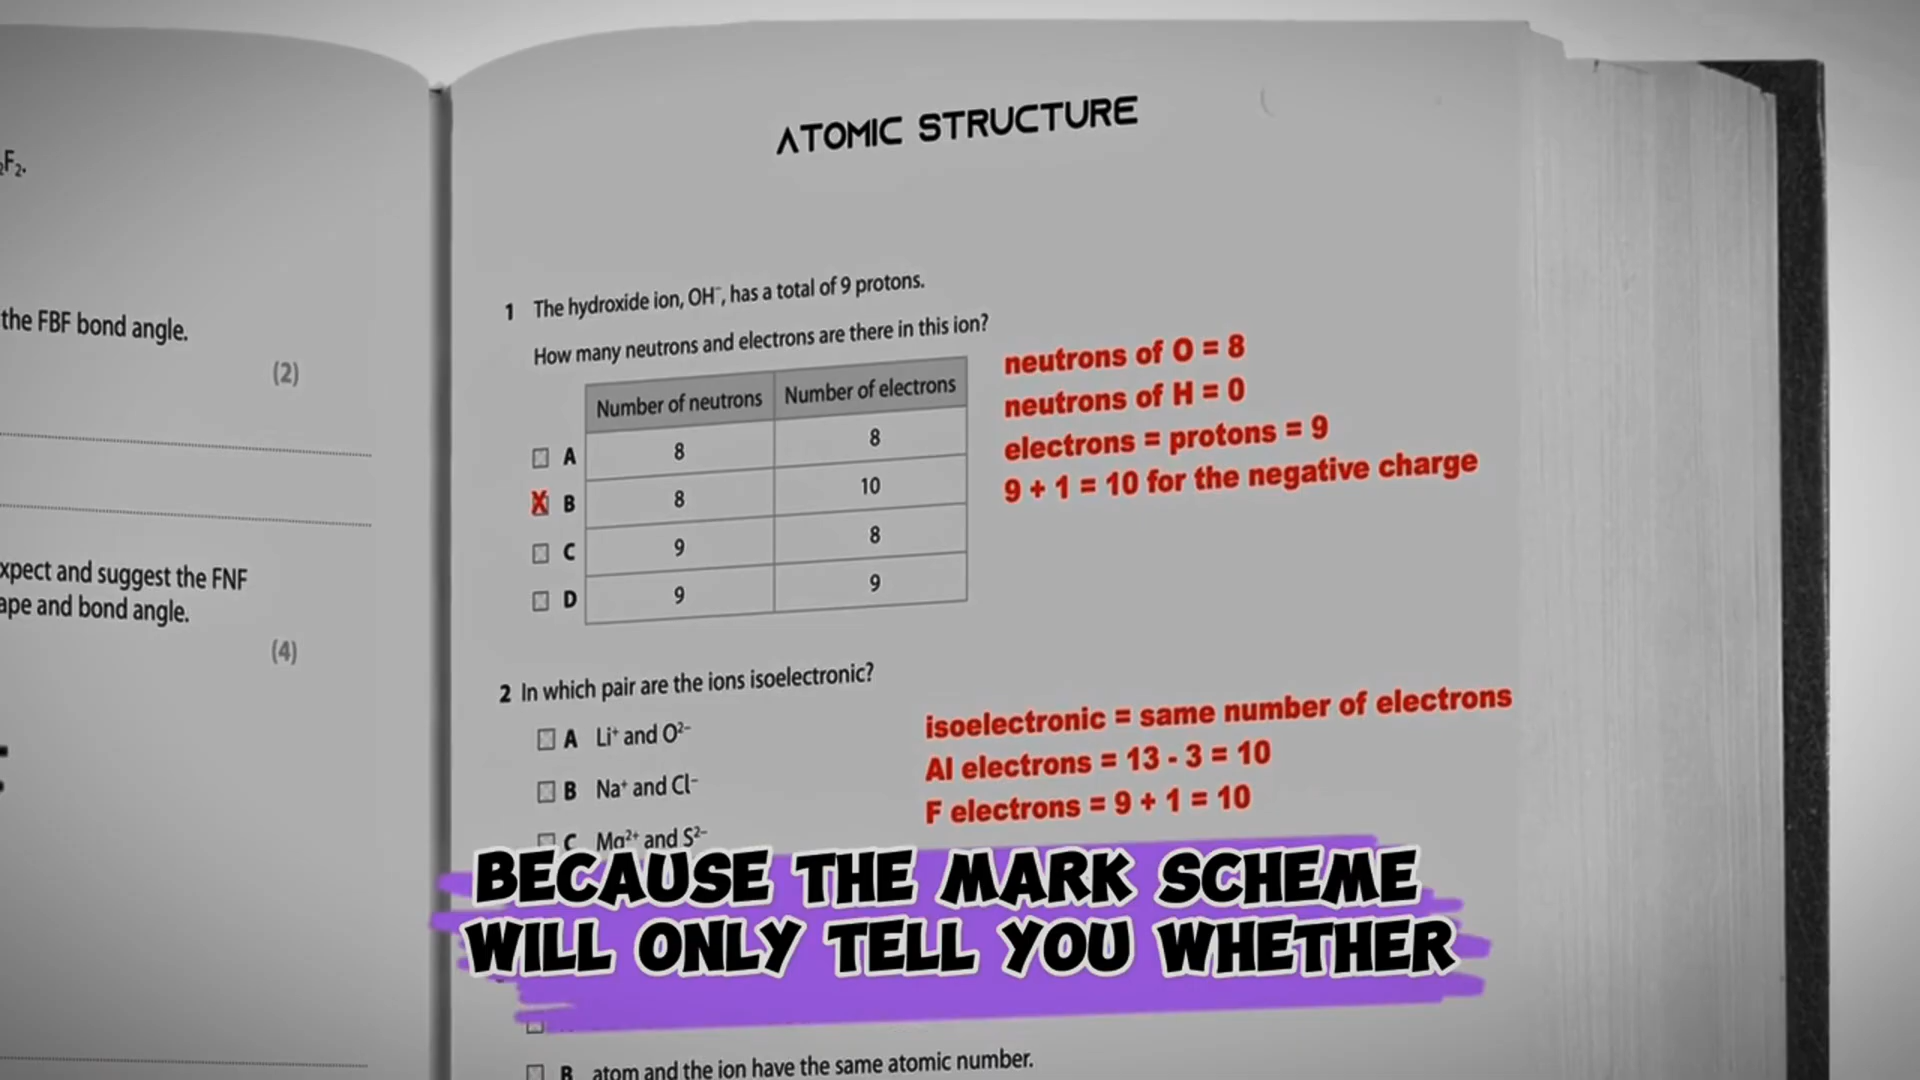 ₂F₂.
the FBF bond angle.
(2)
xpect and suggest the FNF
ape and bond angle.
(4)
ATOMIC STRUCTURE
1 The hydroxide ion, OH⁻, has a total of 9 protons.
How many neutrons and electrons are there in this ion?
Number of neutrons Number of electrons
A 8 8
X B 8 10
C 9 8
D 9 9
neutrons of O = 8
neutrons of H = 0
electrons = protons = 9
9 + 1 = 10 for the negative charge
2 In which pair are the ions isoelectronic?
A Li⁺ and O²⁻
B Na⁺ and Cl⁻
C Mg²⁺ and S²⁻
isoelectronic = same number of electrons
Al electrons = 13 - 3 = 10
F electrons = 9 + 1 = 10
BECAUSE THE MARK SCHEME
WILL ONLY TELL YOU WHETHER
B atom and the ion have the same atomic number.